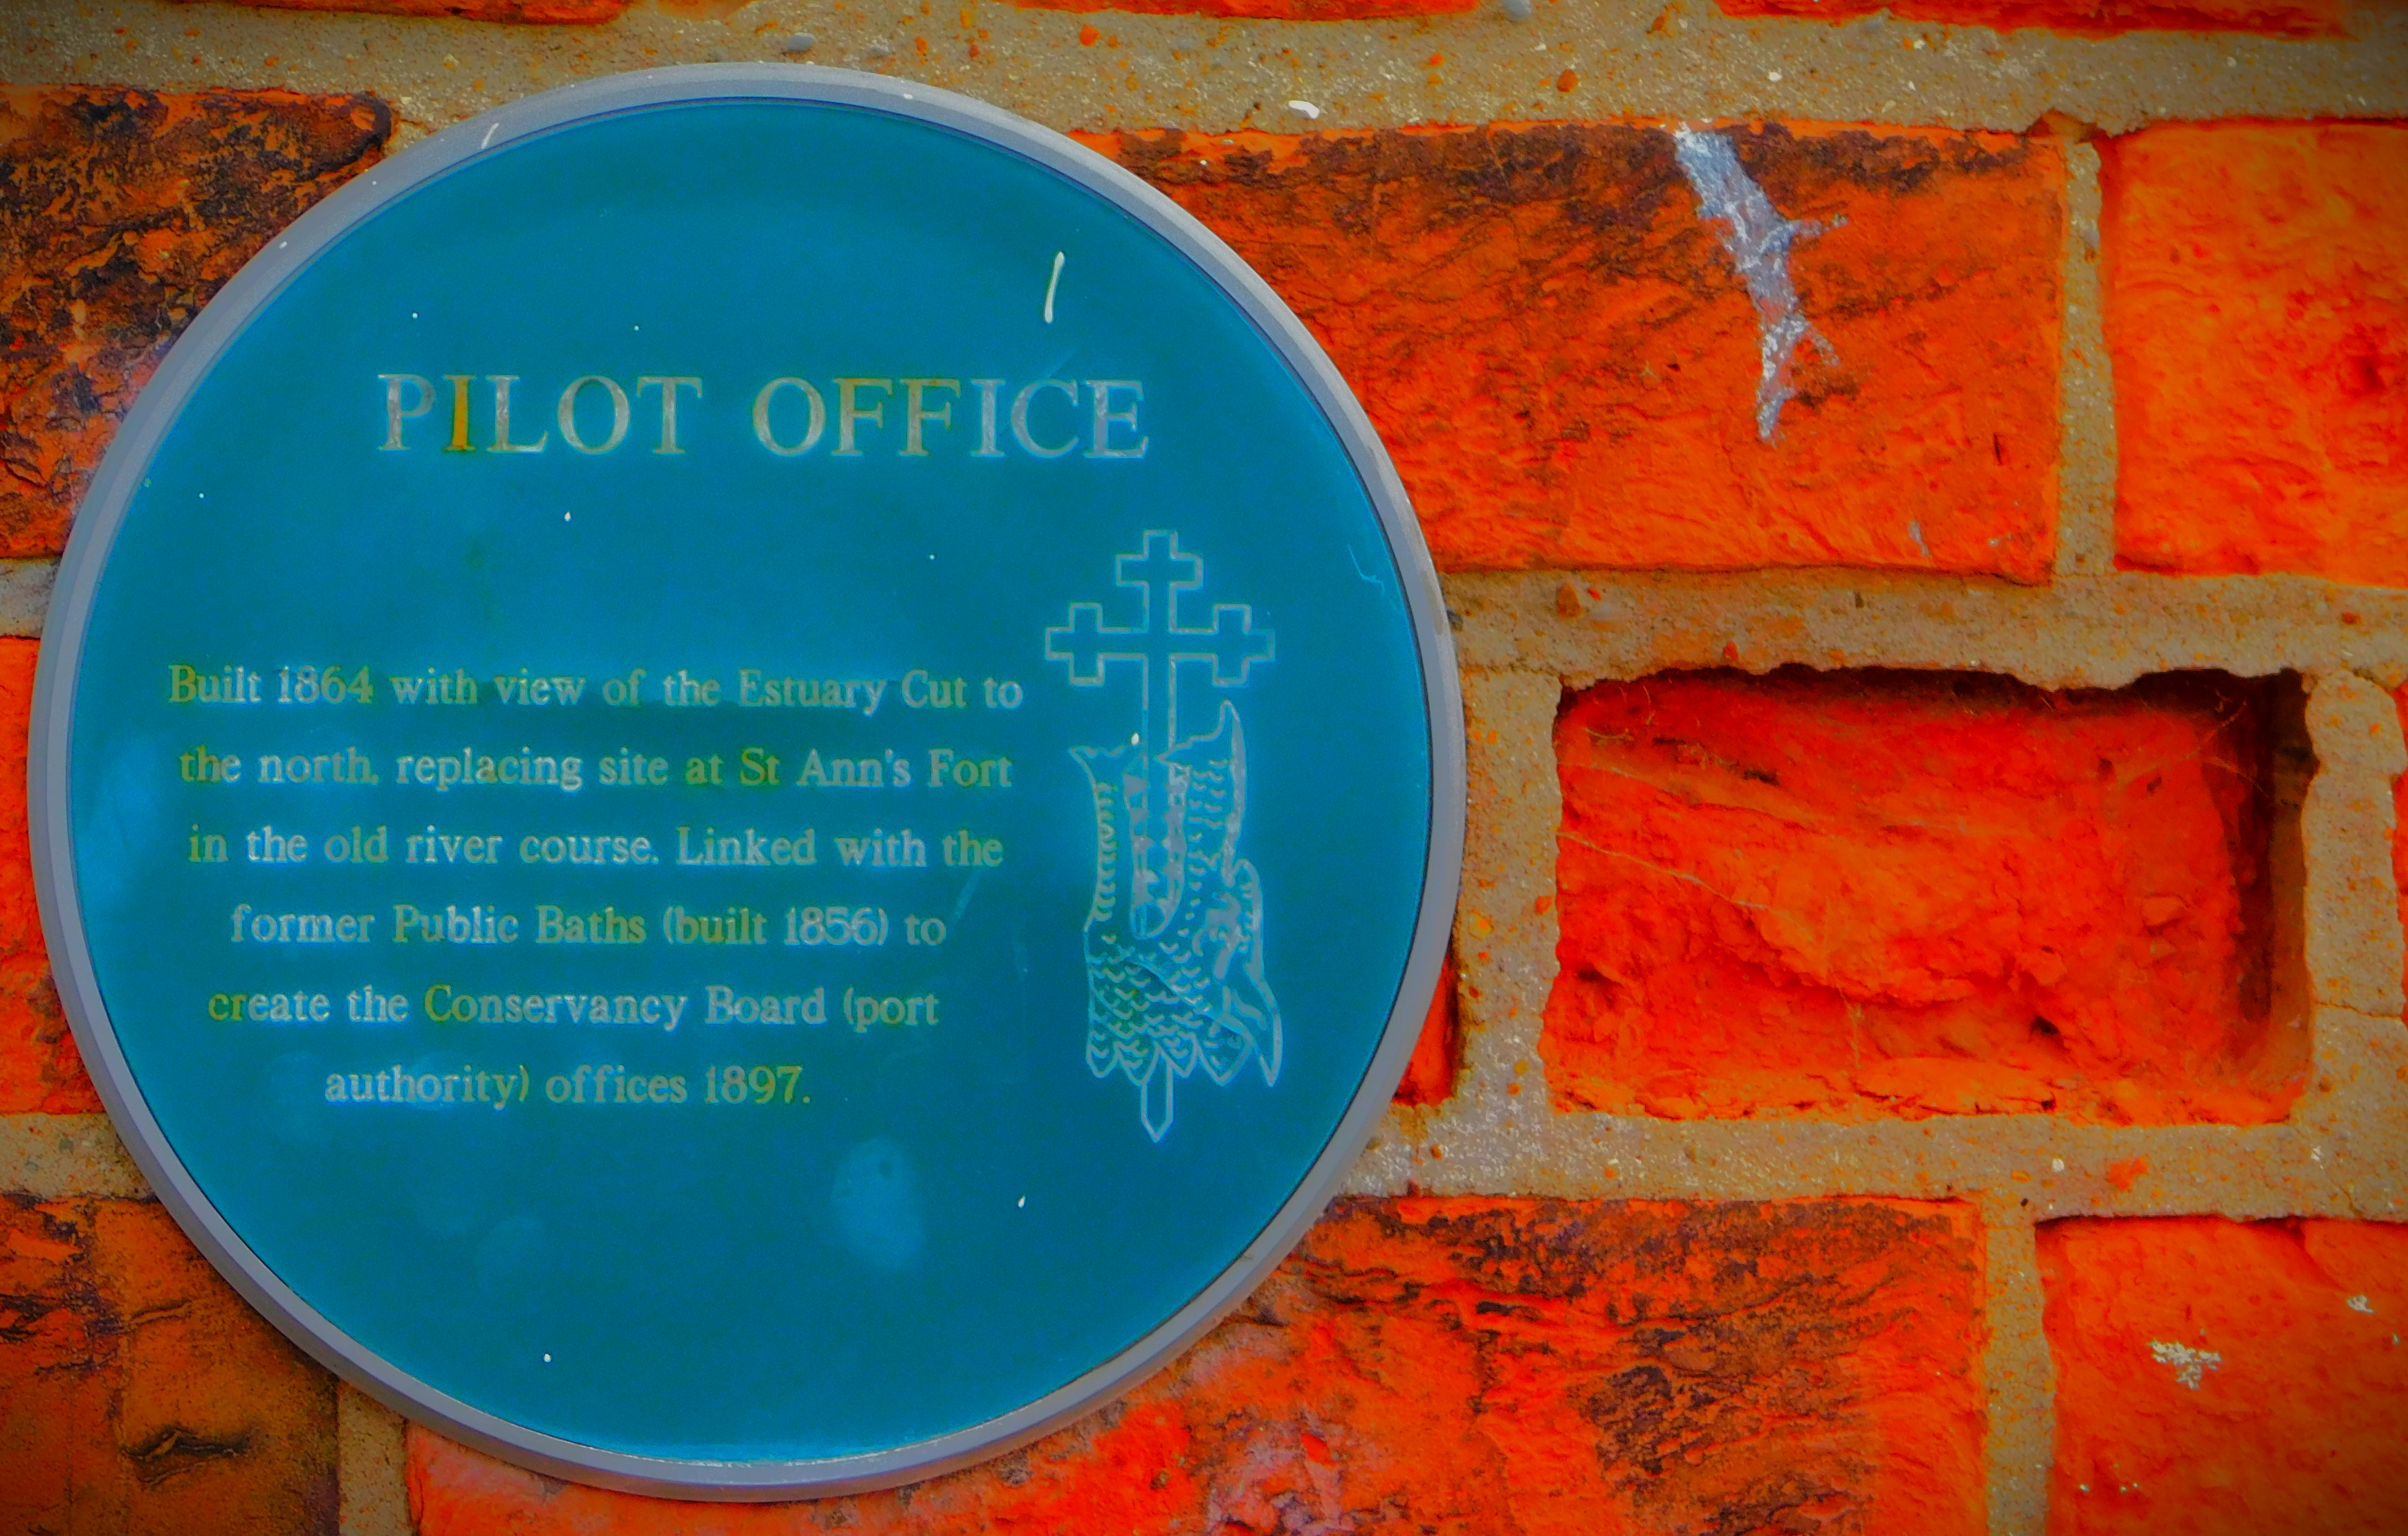 PILOT OFFICE
Built 1864 with view of the Estuary Cut to
the north, replacing site at St Ann's Fort
in the old river course. Linked with the
former Public Baths (built 1856) to
create the Conservancy Board (port
authority) offices 1897.